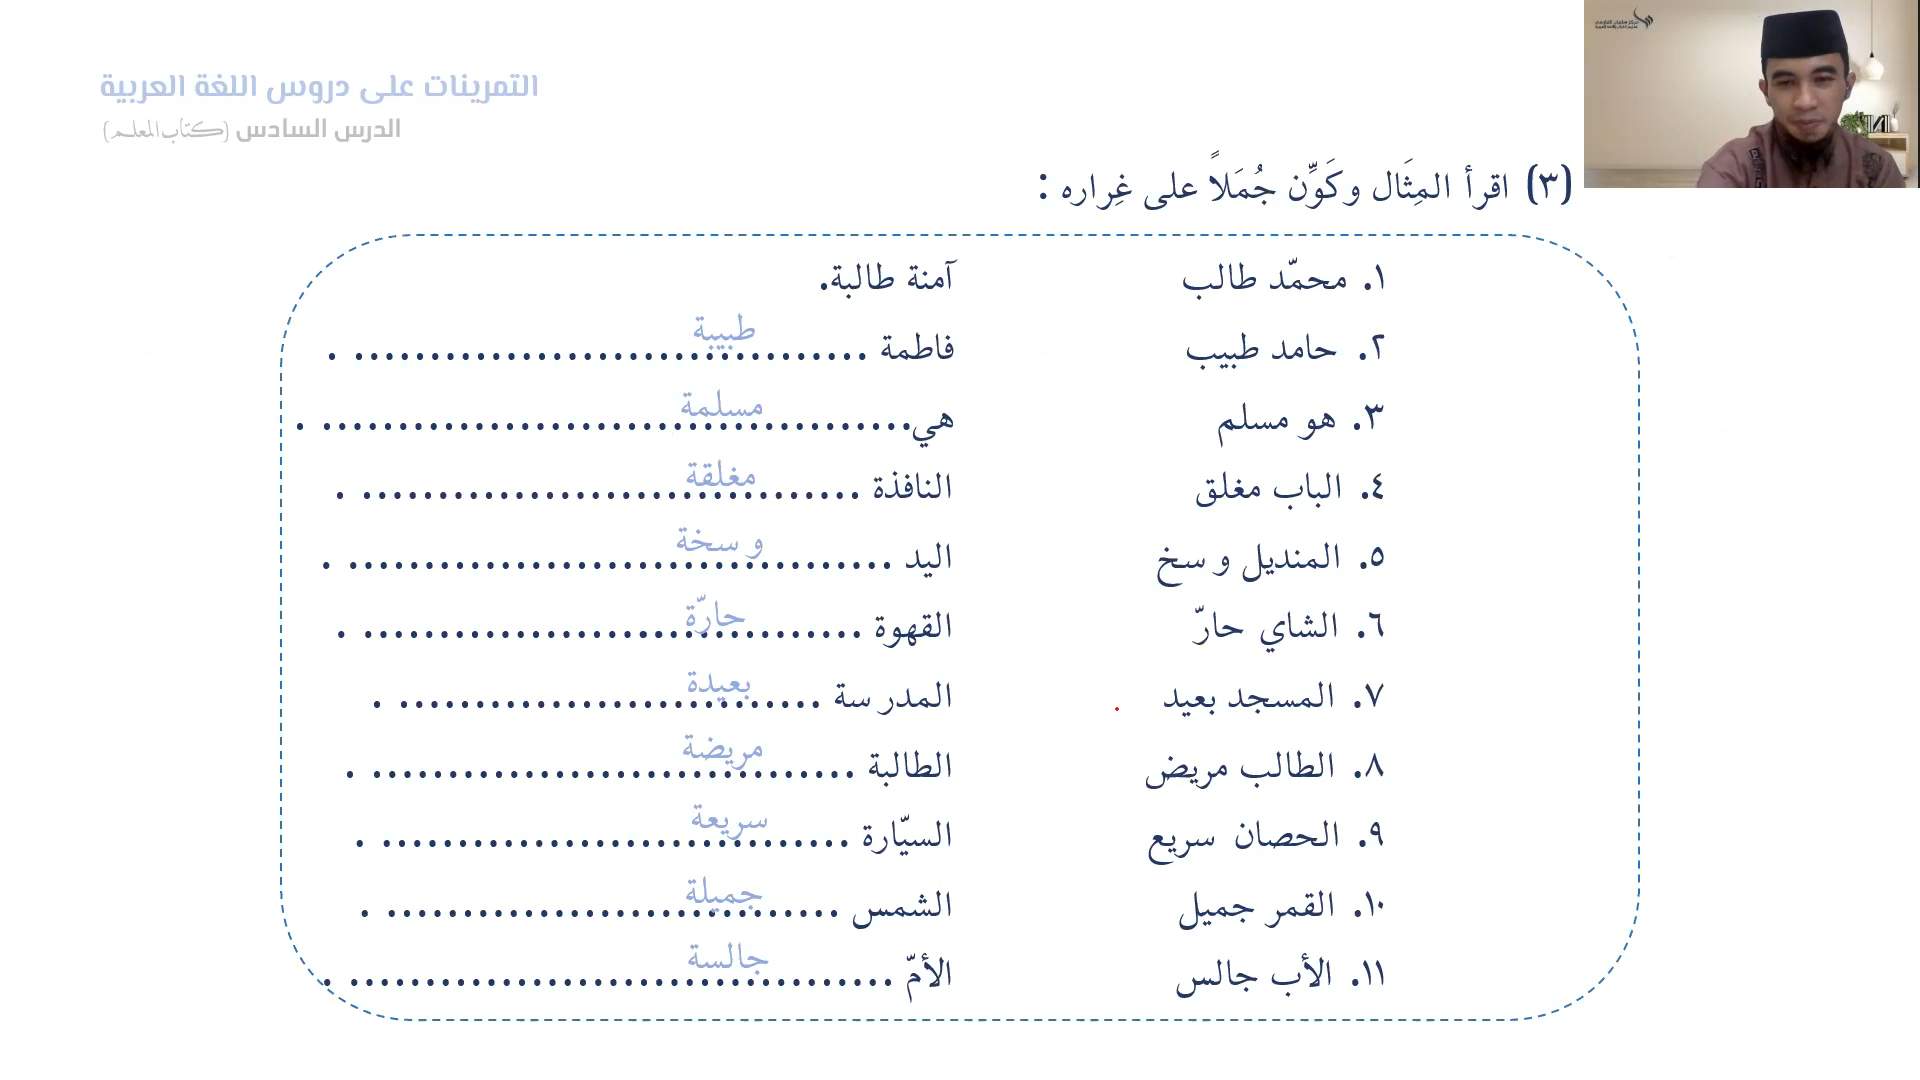 التمرينات على دروس اللغة العربية
الدرس السادس (كتاب المعلم)
(٣) اقرأ المِثَال وكَوِّن جُمَلاً على غِراره :
١. محمّد طالب آمنة طالبة.
٢. حامد طبيب فاطمة طبيبة .
٣. هو مسلم هي مسلمة .
٤. الباب مغلق النافذة مغلقة .
٥. المنديل وسخ اليد وسخة .
٦. الشاي حارّ القهوة حارّة .
٧. المسجد بعيد المدرسة بعيدة .
٨. الطالب مريض الطالبة مريضة .
٩. الحصان سريع السيّارة سريعة .
١٠. القمر جميل الشمس جميلة .
١١. الأب جالس الأمّ جالسة .